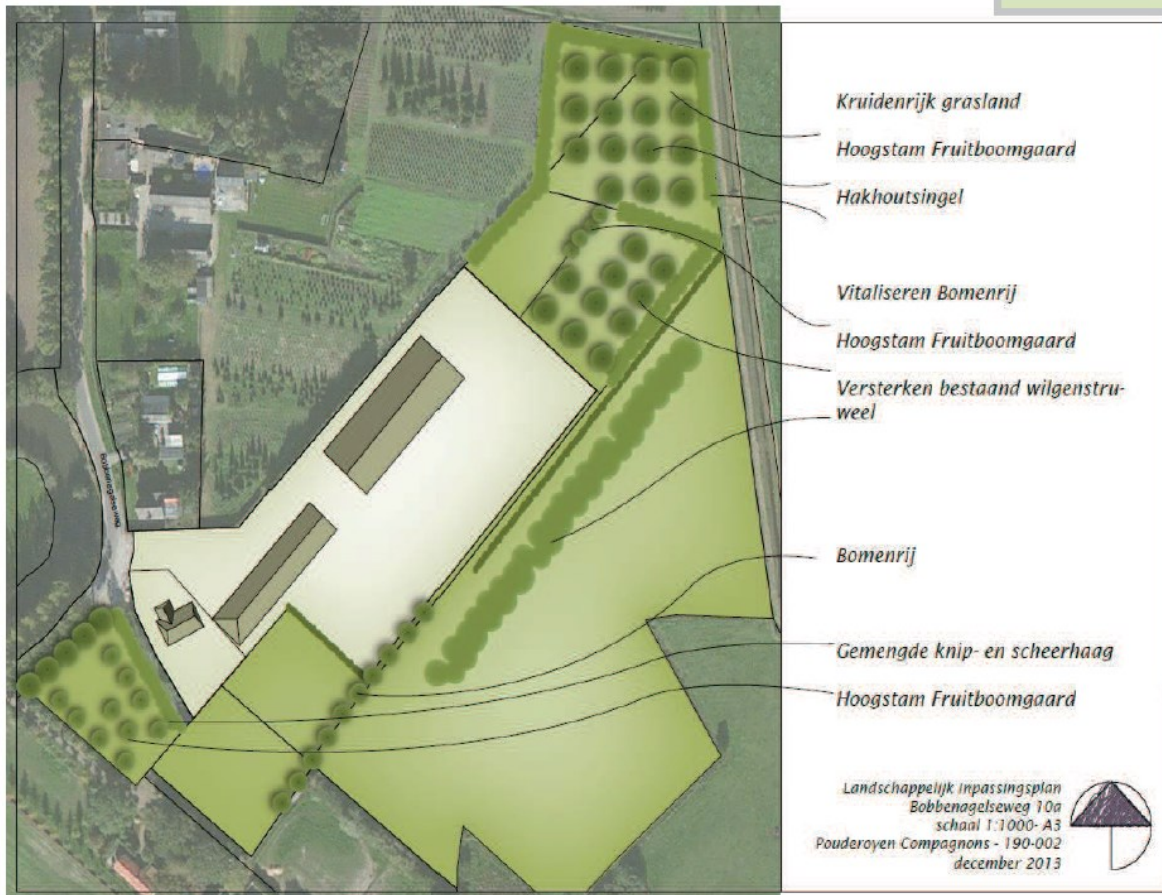 Kruidenrijk grasland
Hoogstam Fruitboomgaard
Hakhoutsingel
Vitaliseren Bomenrij
Hoogstam Fruitboomgaard
Versterken bestaand wilgenstru-
weel
Bomenrij
Gemengde knip- en scheerhaag
Hoogstam Fruitboomgaard
Bobbenagelseweg
Landschappelijk Inpassingsplan
Bobbenagelseweg 10a
schaal 1:1000- A3
Pouderoyen Compagnons - 190-002
december 2013